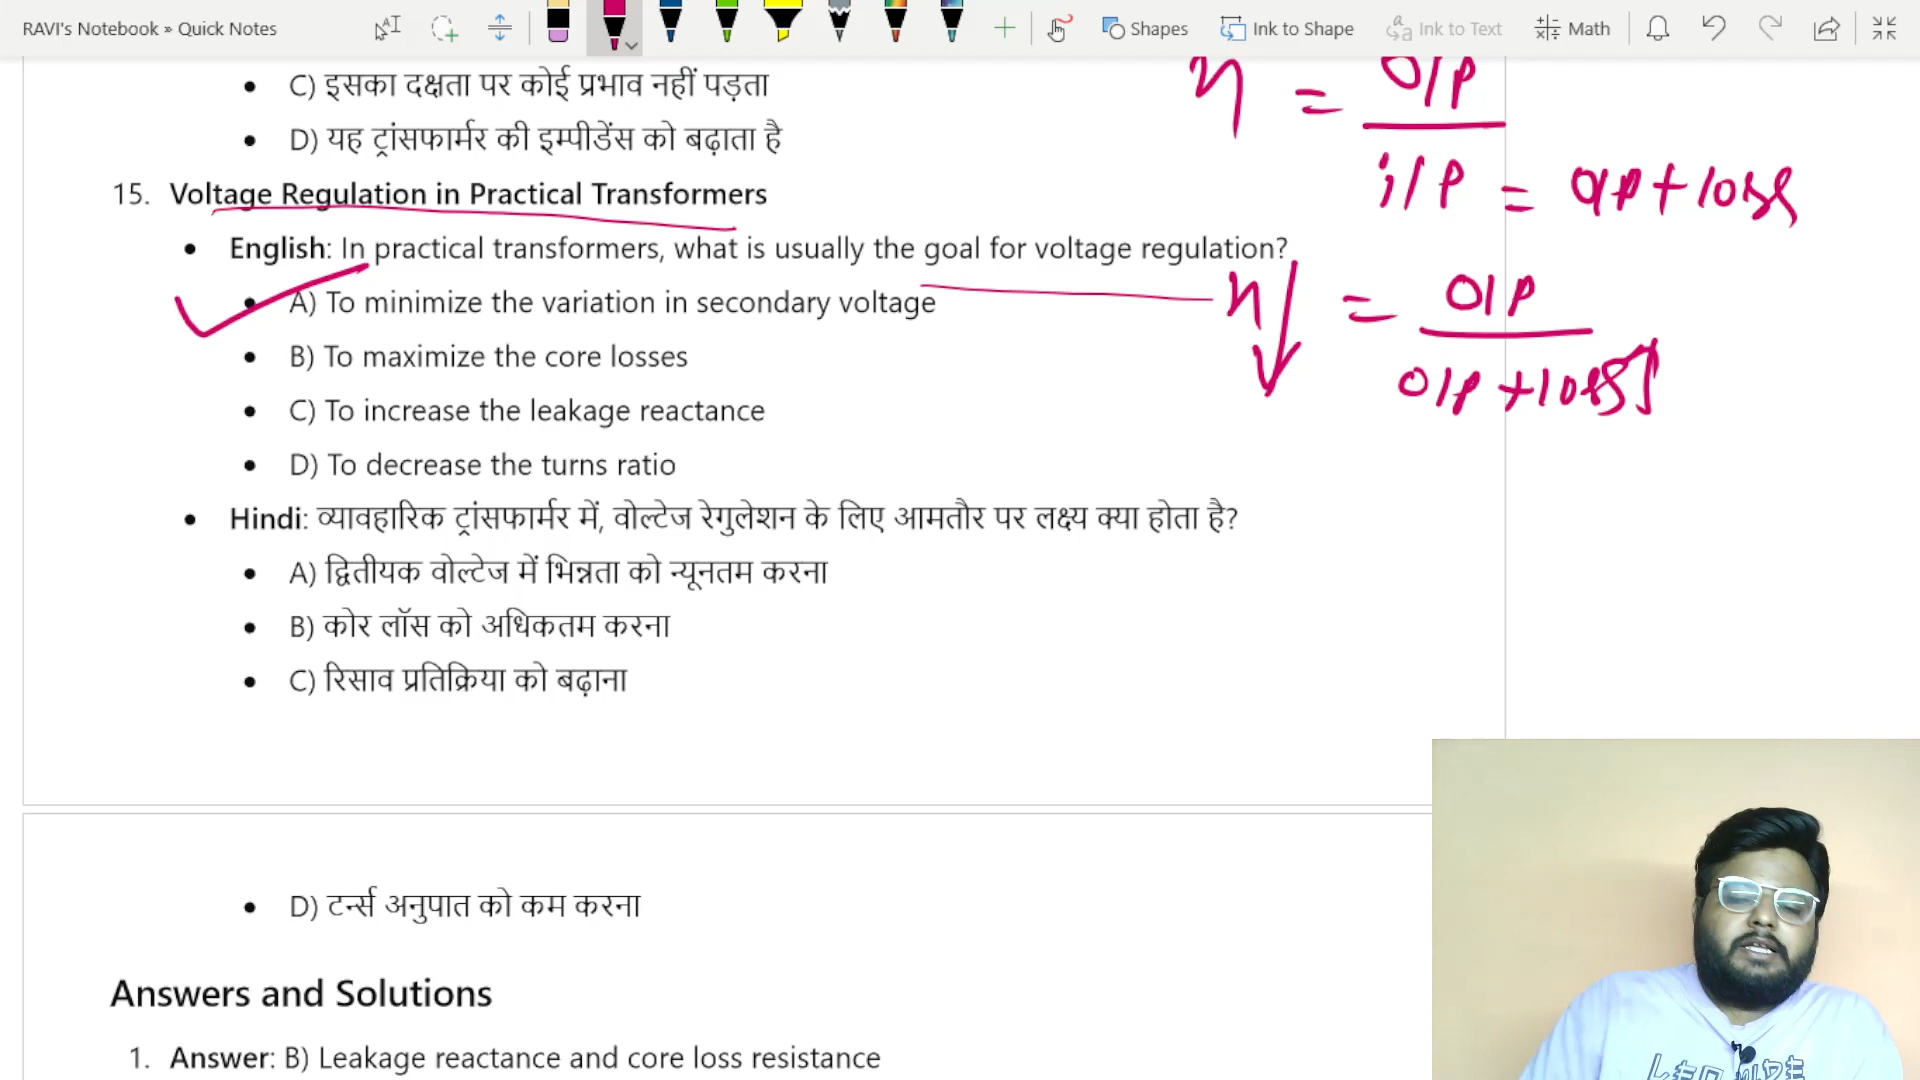 RAVI's Notebook » Quick Notes
Shapes
Ink to Shape
Ink to Text
Math
• C) इसका दक्षता पर कोई प्रभाव नहीं पड़ता
• D) यह ट्रांसफार्मर की इम्पीडेंस को बढ़ाता है
η = O/P
i/P = O/P + loss
15. Voltage Regulation in Practical Transformers
• English: In practical transformers, what is usually the goal for voltage regulation?
• A) To minimize the variation in secondary voltage
η↓ = O/P
O/P + loss
• B) To maximize the core losses
• C) To increase the leakage reactance
• D) To decrease the turns ratio
• Hindi: व्यावहारिक ट्रांसफार्मर में, वोल्टेज रेगुलेशन के लिए आमतौर पर लक्ष्य क्या होता है?
• A) द्वितीयक वोल्टेज में भिन्नता को न्यूनतम करना
• B) कोर लॉस को अधिकतम करना
• C) रिसाव प्रतिक्रिया को बढ़ाना
• D) टर्न्स अनुपात को कम करना
Answers and Solutions
1. Answer: B) Leakage reactance and core loss resistance